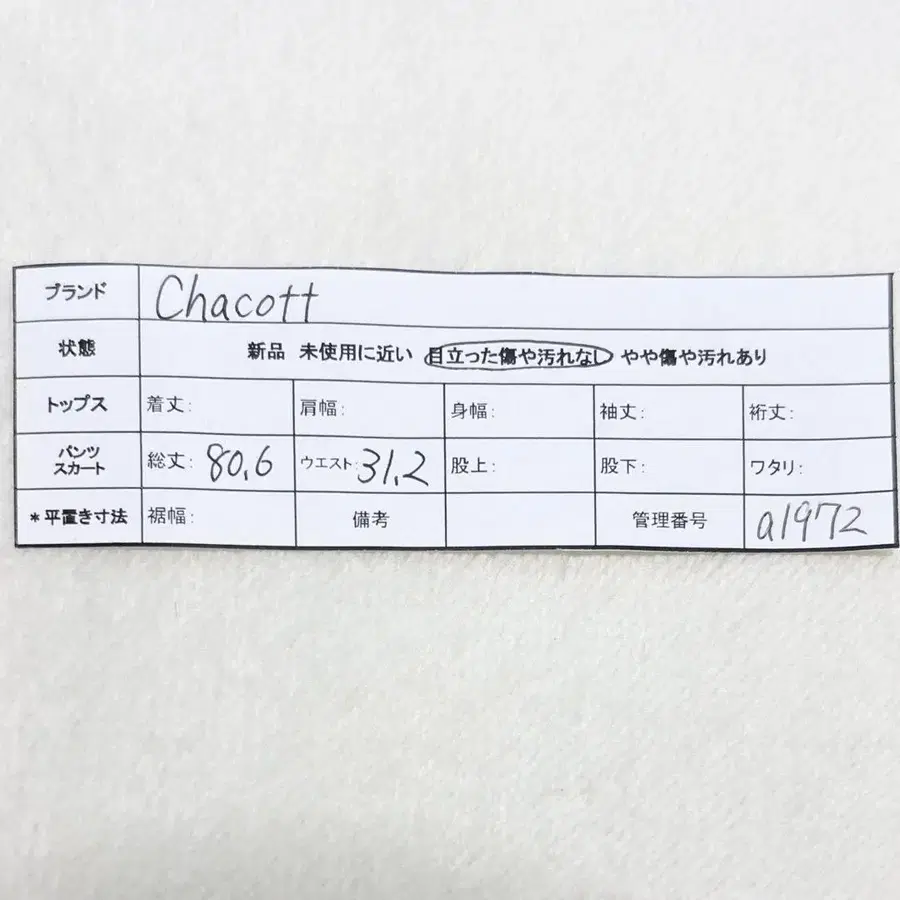 ブランド Chacott
状態 新品 未使用に近い 目立った傷や汚れなし やや傷や汚れあり
トップス 着丈: 肩幅: 身幅: 袖丈: 裄丈:
パンツ
スカート 総丈: 80,6 ウエスト: 31,2 股上: 股下: ワタリ:
*平置き寸法 裾幅: 備考 管理番号 a1972